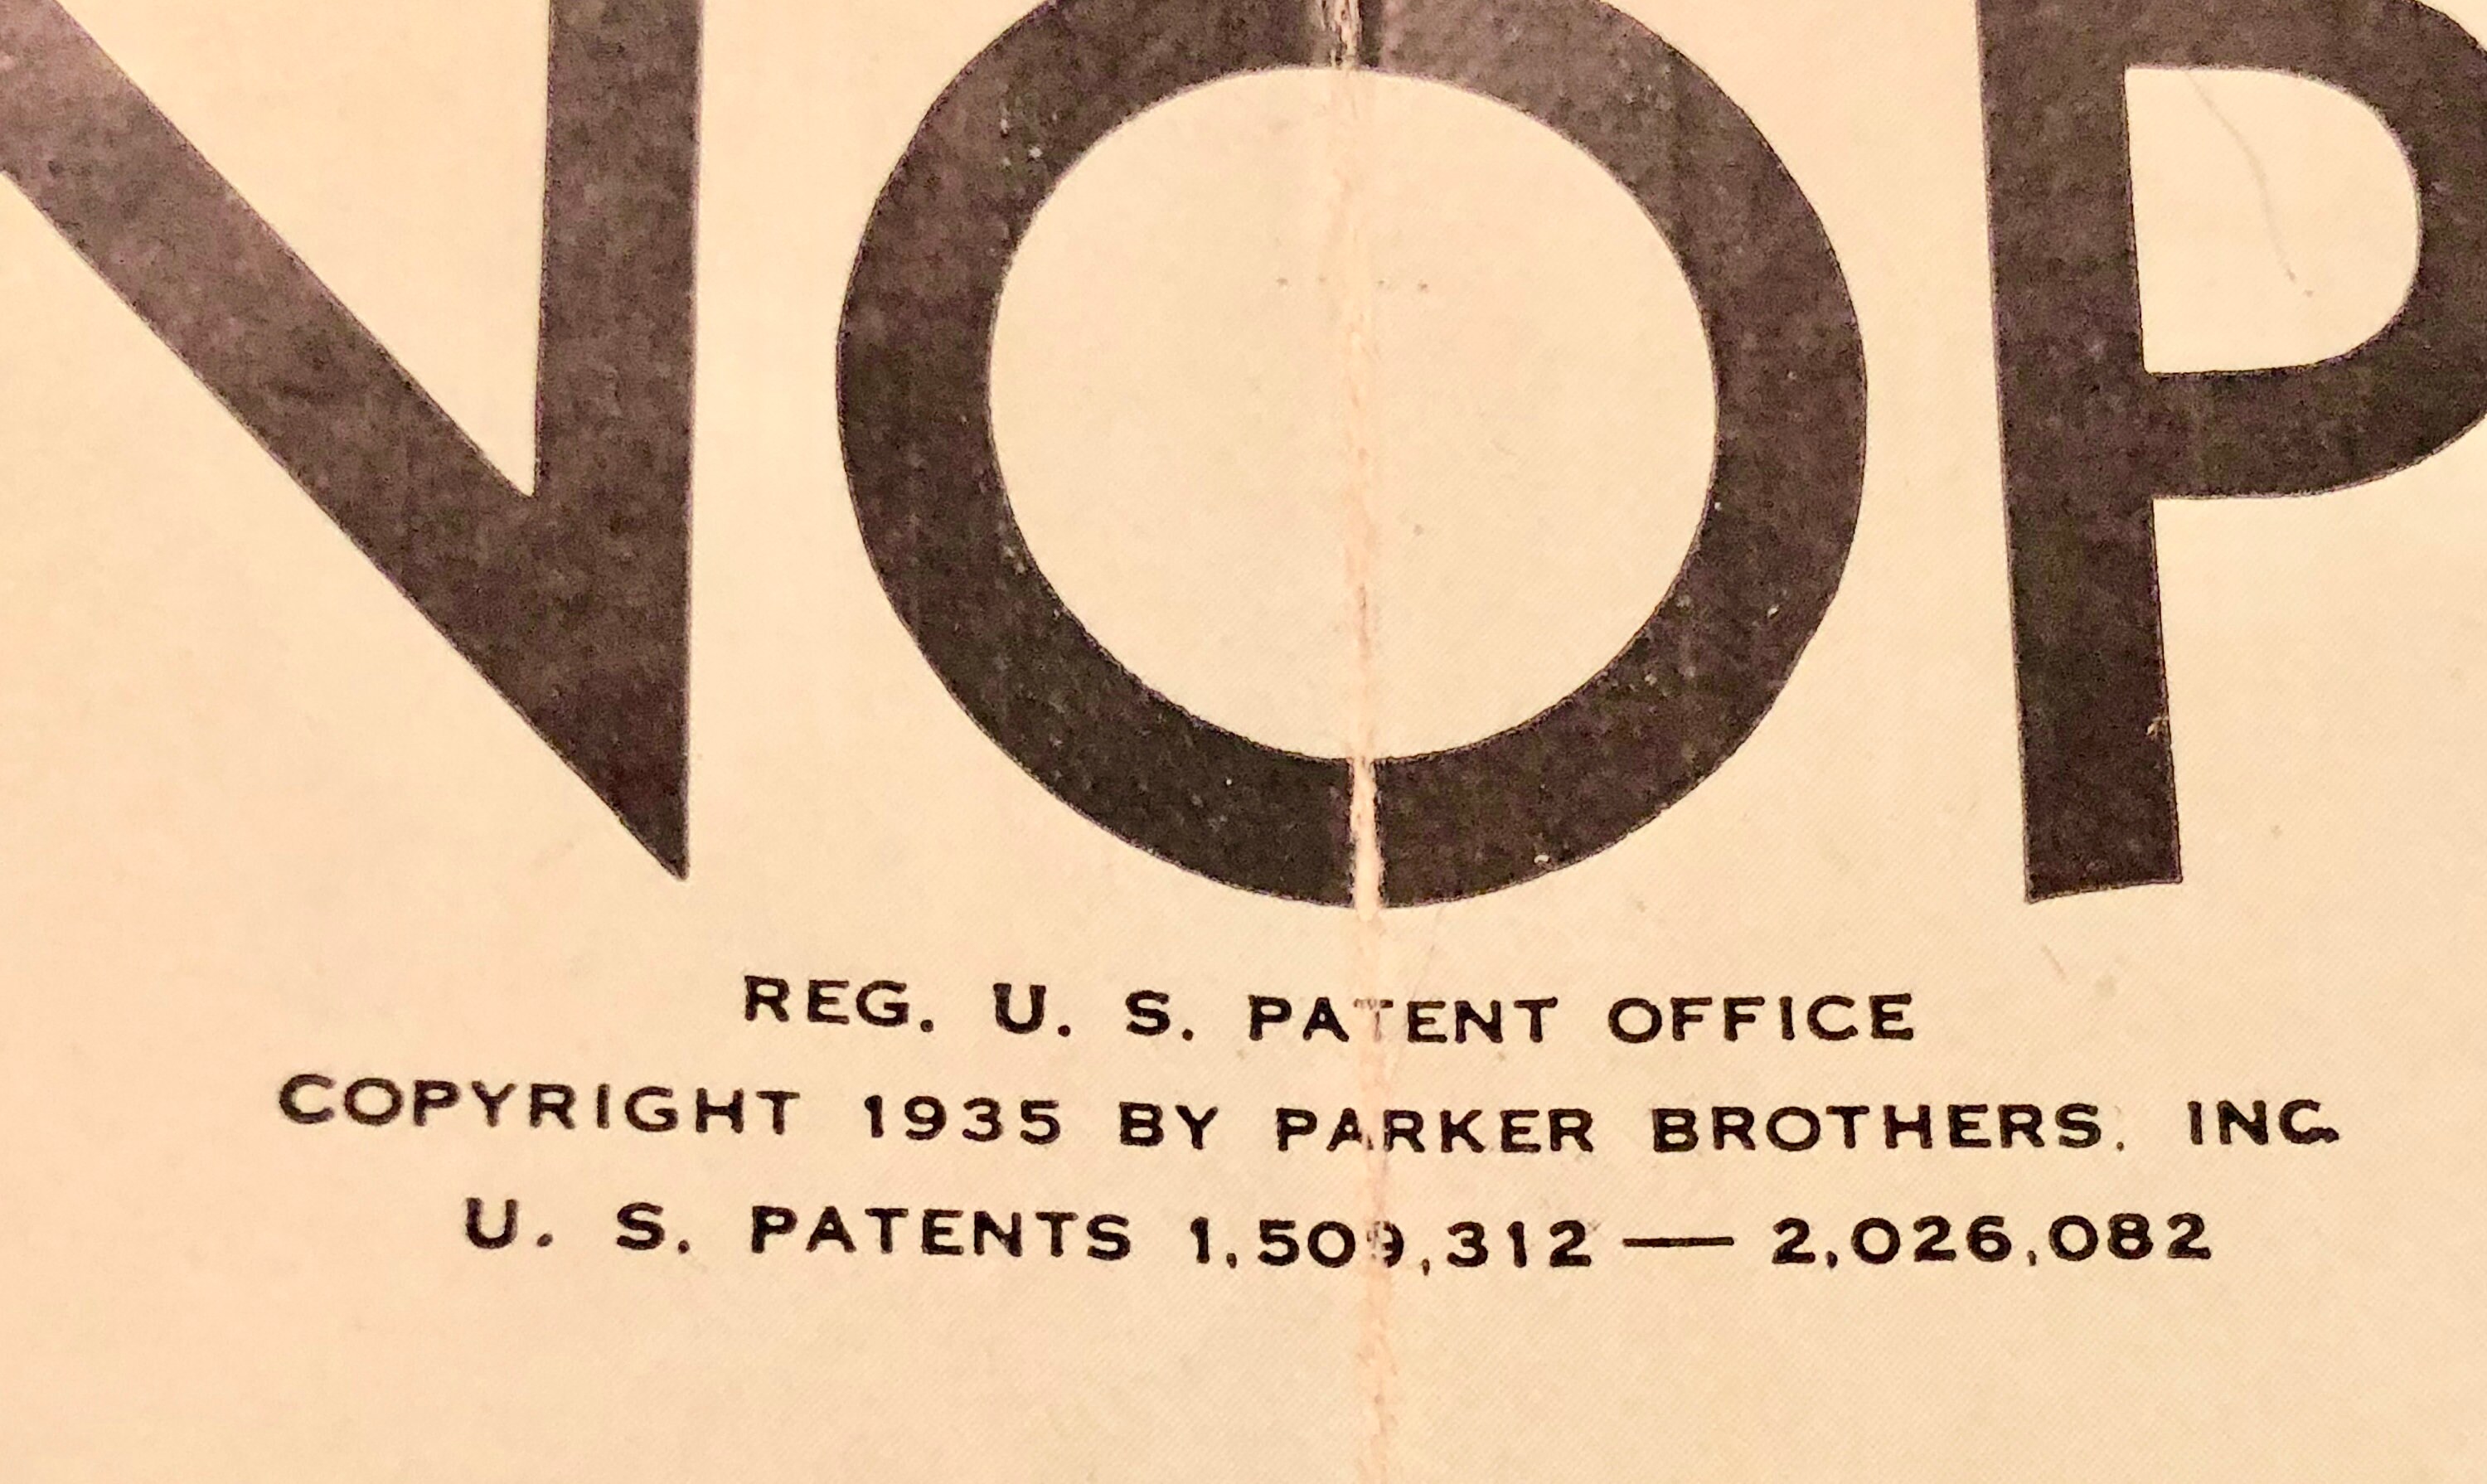 NOP
REG. U. S. PATENT OFFICE
COPYRIGHT 1935 BY PARKER BROTHERS, INC.
U. S. PATENTS 1,509,312 — 2,026,082